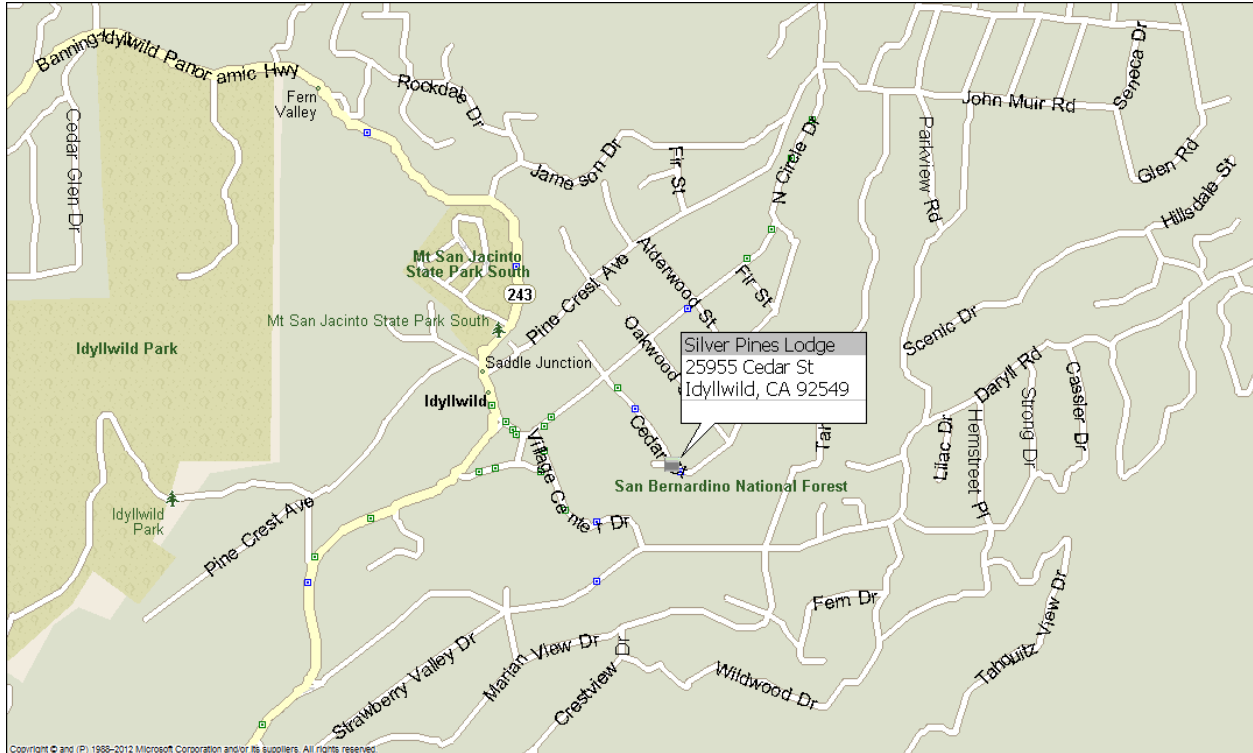 Banning Idyllwild Panoramic Hwy
Cedar Glen Dr
Fern
Valley
Rockdale Dr
Jameson Dr
Fir St
N Circle Dr
John Muir Rd
Seneca Dr
Glen Rd
Parkview Rd
Hillsdale St
Mt San Jacinto
State Park South
243
Mt San Jacinto State Park South
Pine Crest Ave
Alderwood St
Fir St
Oakwood
Scenic Dr
Idyllwild Park
Saddle Junction
Idyllwild
Silver Pines Lodge
25955 Cedar St
Idyllwild, CA 92549
Daryll Rd
Cassler Dr
Strong Dr
Hemstreet Pl
Lilac Dr
Cedar St
Village Center Dr
San Bernardino National Forest
Idyllwild
Park
Pine Crest Ave
Fern Dr
Tahquitz View Dr
Strawberry Valley Dr
Marian View Dr
Crestview Dr
Wildwood Dr
Copyright © and (P) 1988–2012 Microsoft Corporation and/or its suppliers. All rights reserved.